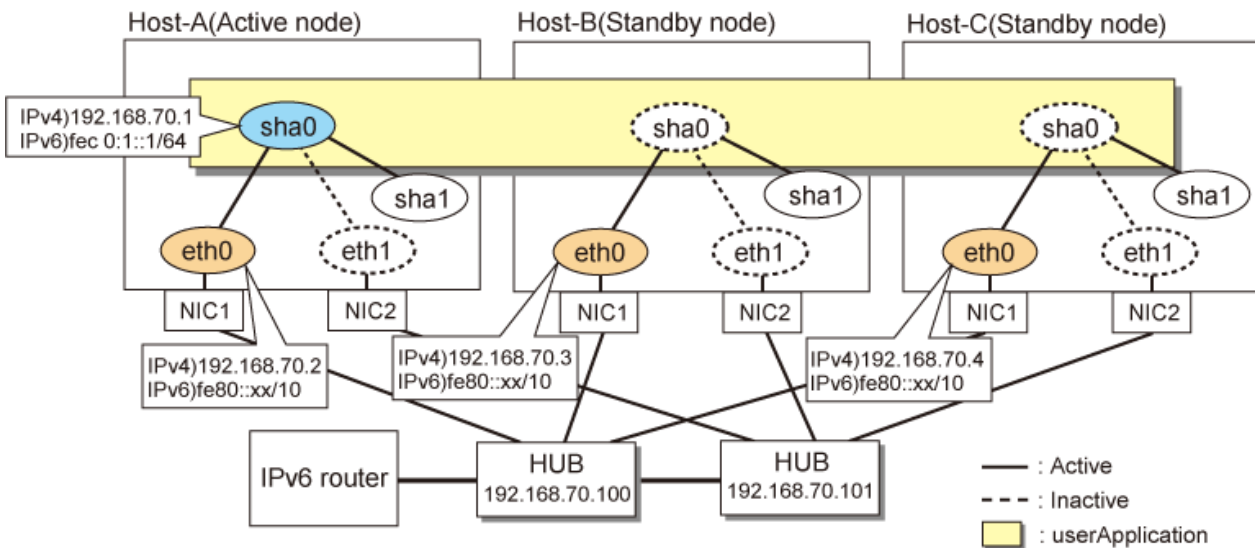 Host-A(Active node)
Host-B(Standby node)
Host-C(Standby node)
IPv4)192.168.70.1
IPv6)fec 0:1::1/64
sha0
sha0
sha0
sha1
sha1
sha1
eth0
eth1
eth0
eth1
eth0
eth1
NIC1
NIC2
NIC1
NIC2
NIC1
NIC2
IPv4)192.168.70.2
IPv6)fe80::xx/10
IPv4)192.168.70.3
IPv6)fe80::xx/10
IPv4)192.168.70.4
IPv6)fe80::xx/10
IPv6 router
HUB
192.168.70.100
HUB
192.168.70.101
: Active
: Inactive
: userApplication